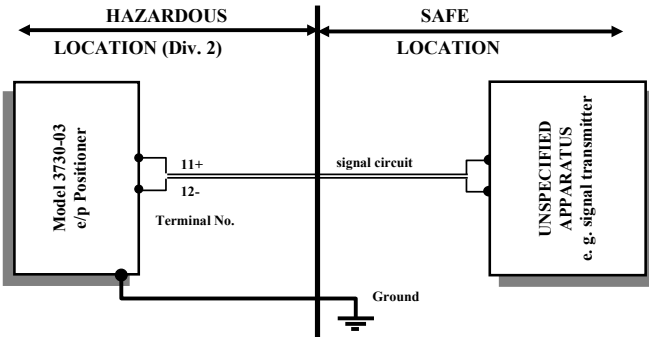 HAZARDOUS
LOCATION (Div. 2)
SAFE
LOCATION
Model 3730-03
e/p Positioner
11+
12-
Terminal No.
signal circuit
UNSPECIFIED
APPARATUS
e. g. signal transmitter
Ground